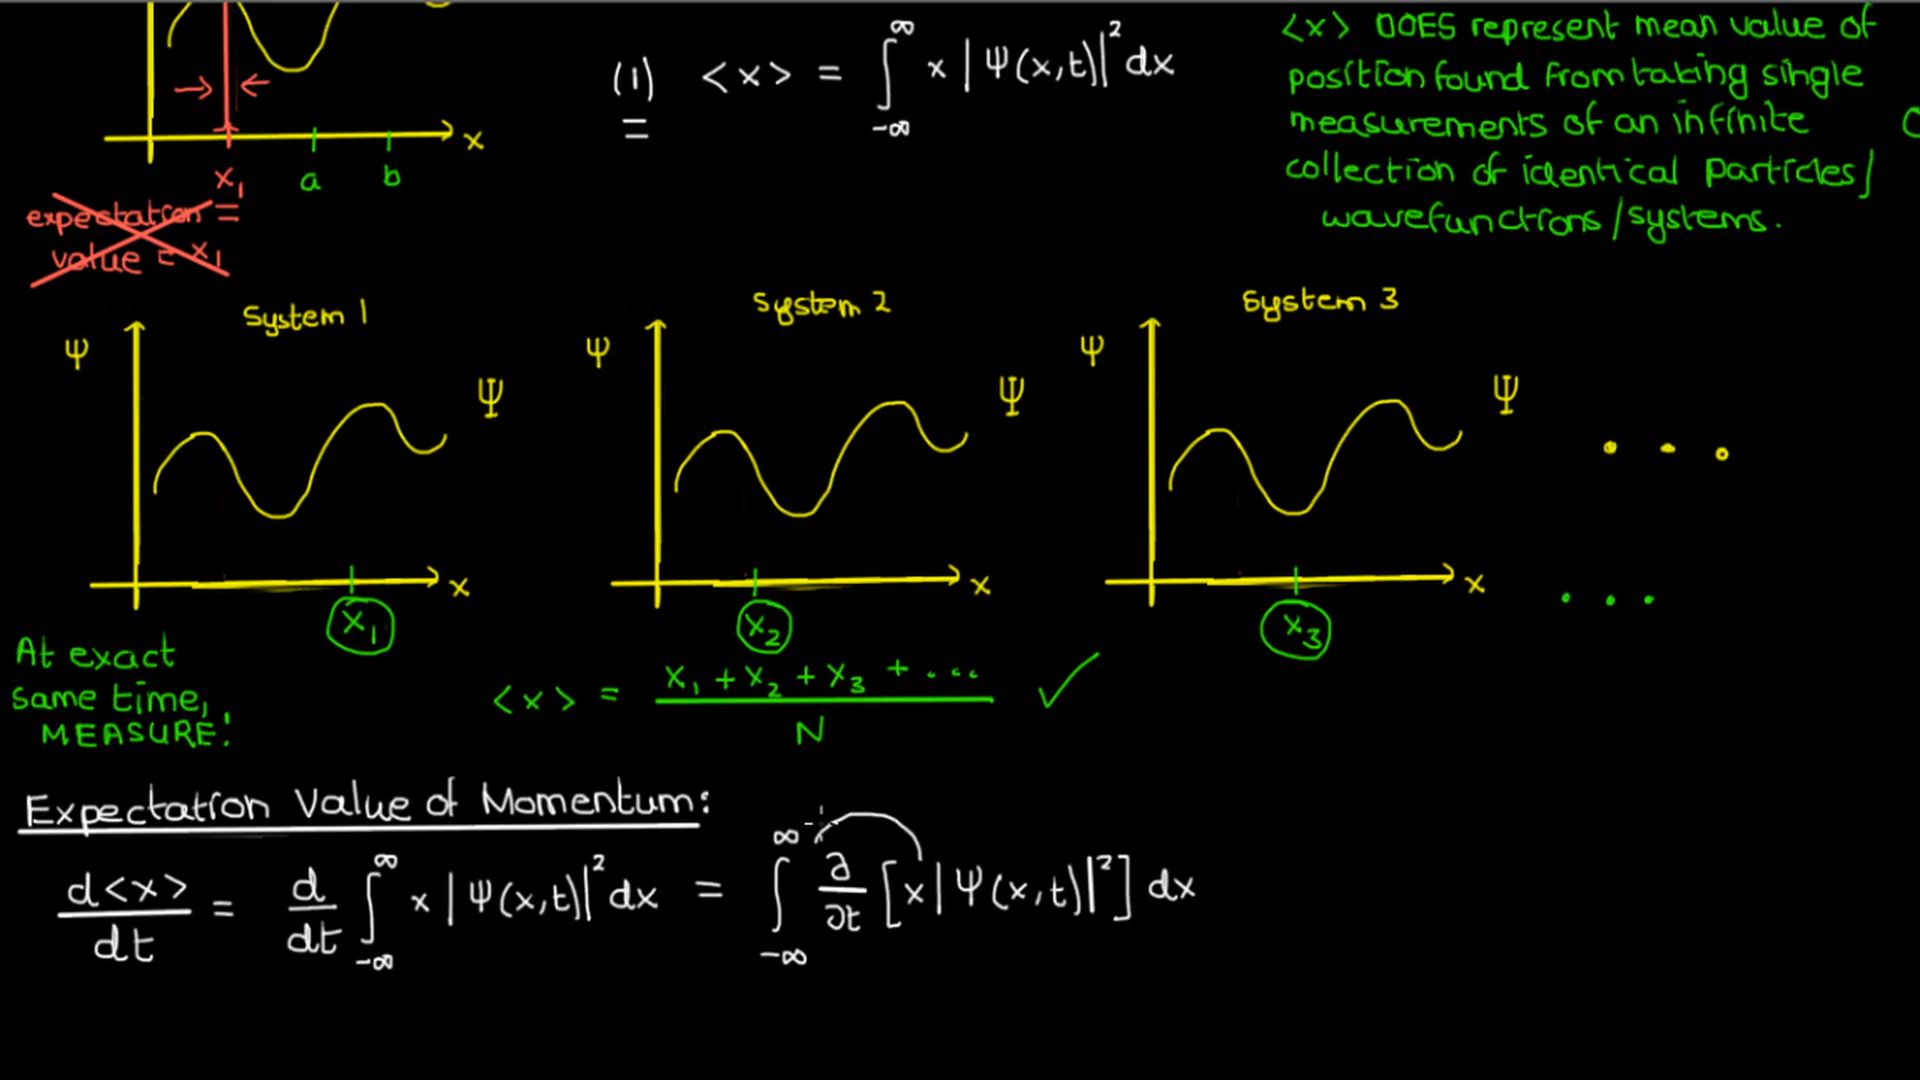 (1) <x> = ∫_{-∞}^{∞} x |Ψ(x,t)|² dx
<x> DOES represent mean value of
position found from taking single
measurements of an infinite
collection of identical particles/
wavefunctions/systems.
x
x₁ a b
expectation =
value = x₁
System 1 System 2 System 3
Ψ Ψ Ψ
Ψ Ψ Ψ . . .
x x x
x₁ x₂ x₃ . . .
At exact
same time,
MEASURE!
<x> = (x₁ + x₂ + x₃ + ....) / N ✓
Expectation Value of Momentum:
d<x>/dt = d/dt ∫_{-∞}^{∞} x |Ψ(x,t)|² dx = ∫_{-∞}^{∞} ∂/∂t [x|Ψ(x,t)|²] dx